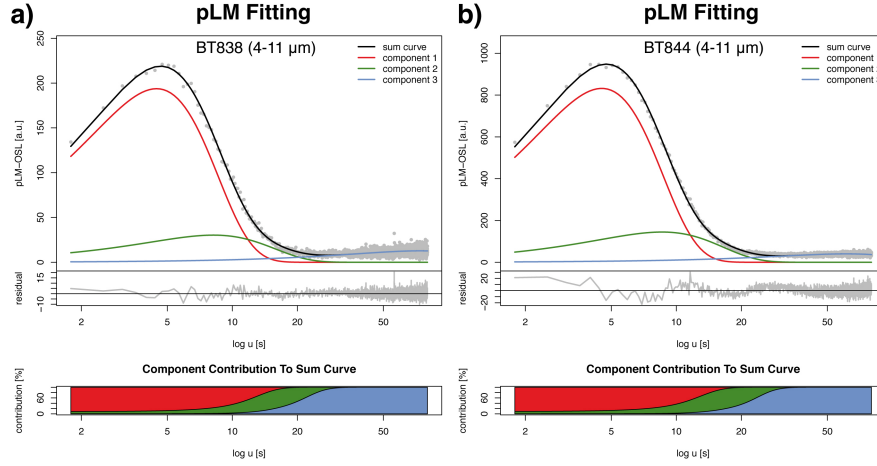 a)
pLM Fitting
BT838 (4-11 µm)
sum curve
component 1
component 2
component 3
pLM−OSL [a.u.]
250
200
150
100
50
0
residual
15
−10
2
5
10
20
50
log u [s]
Component Contribution To Sum Curve
contribution [%]
60
0
2
5
10
20
50
log u [s]
b)
pLM Fitting
BT844 (4-11 µm)
sum curve
component
component
component
pLM−OSL [a.u.]
1000
800
600
400
200
0
residual
20
−20
2
5
10
20
50
log u [s]
Component Contribution To Sum Curve
contribution [%]
60
0
2
5
10
20
50
log u [s]